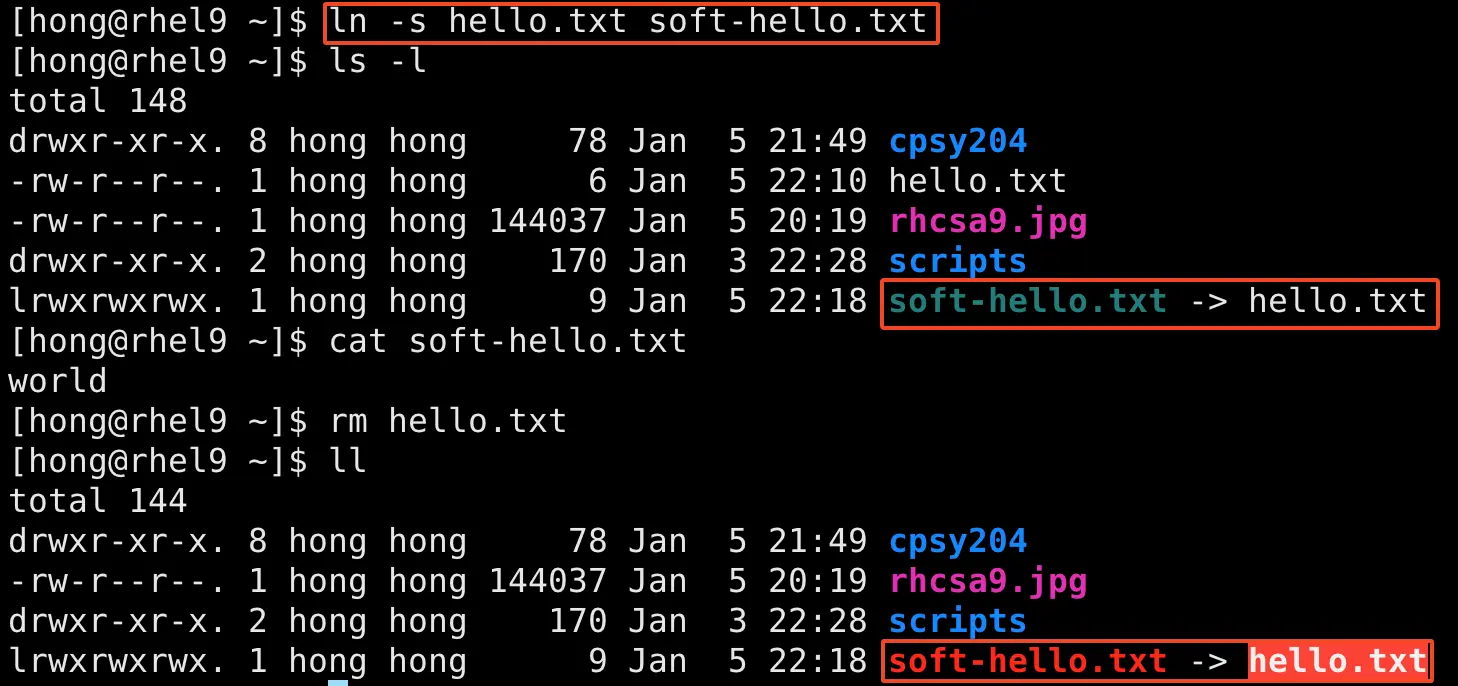 [hong@rhel9 ~]$ ln -s hello.txt soft-hello.txt
[hong@rhel9 ~]$ ls -l
total 148
drwxr-xr-x. 8 hong hong     78 Jan  5 21:49 cpsy204
-rw-r--r--. 1 hong hong      6 Jan  5 22:10 hello.txt
-rw-r--r--. 1 hong hong 144037 Jan  5 20:19 rhcsa9.jpg
drwxr-xr-x. 2 hong hong    170 Jan  3 22:28 scripts
lrwxrwxrwx. 1 hong hong      9 Jan  5 22:18 soft-hello.txt -> hello.txt
[hong@rhel9 ~]$ cat soft-hello.txt
world
[hong@rhel9 ~]$ rm hello.txt
[hong@rhel9 ~]$ ll
total 144
drwxr-xr-x. 8 hong hong     78 Jan  5 21:49 cpsy204
-rw-r--r--. 1 hong hong 144037 Jan  5 20:19 rhcsa9.jpg
drwxr-xr-x. 2 hong hong    170 Jan  3 22:28 scripts
lrwxrwxrwx. 1 hong hong      9 Jan  5 22:18 soft-hello.txt -> hello.txt